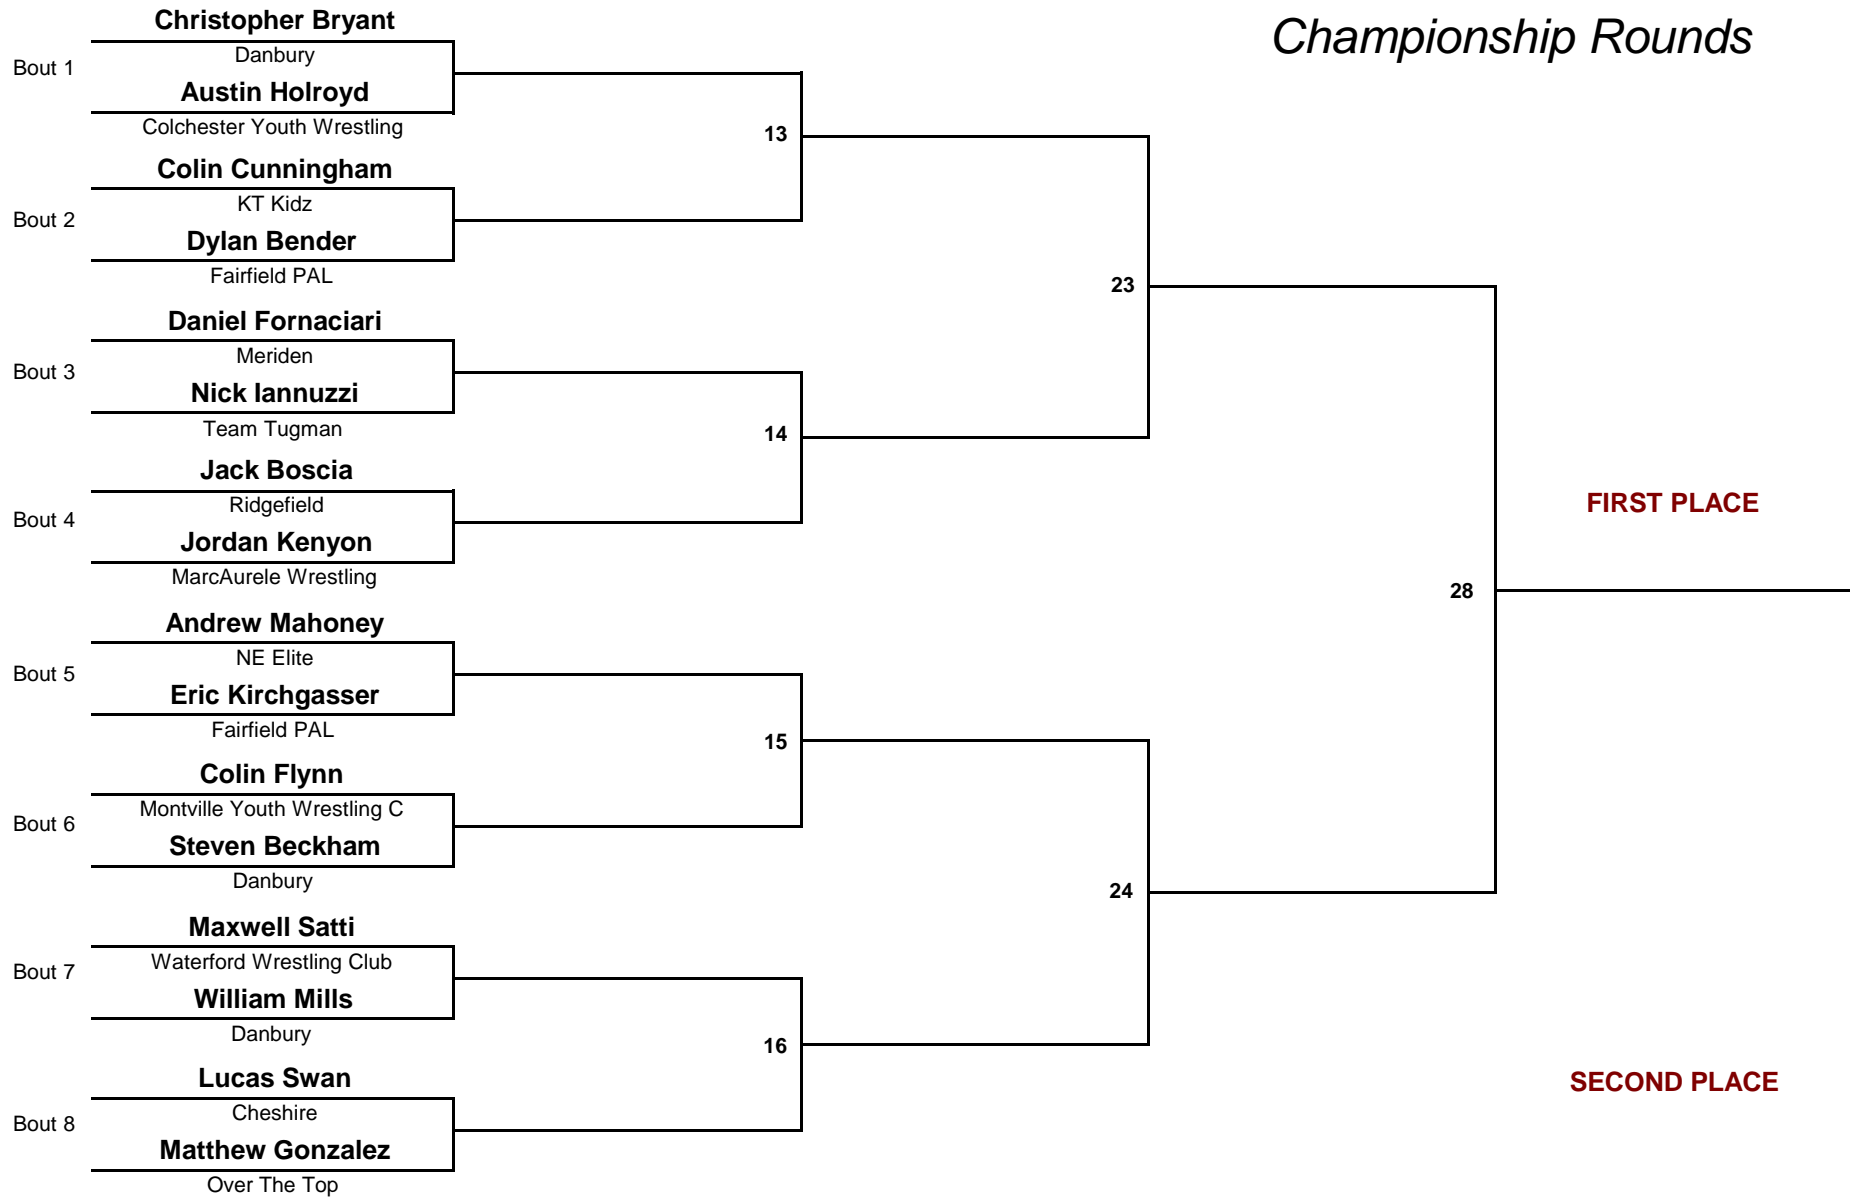 Championship Rounds
Christopher Bryant
Bout 1
Danbury
Austin Holroyd
Colchester Youth Wrestling
13
Colin Cunningham
Bout 2
KT Kidz
Dylan Bender
Fairfield PAL
23
Daniel Fornaciari
Bout 3
Meriden
Nick Iannuzzi
Team Tugman
14
Jack Boscia
Bout 4
Ridgefield
Jordan Kenyon
MarcAurele Wrestling
FIRST PLACE
28
Andrew Mahoney
Bout 5
NE Elite
Eric Kirchgasser
Fairfield PAL
15
Colin Flynn
Bout 6
Montville Youth Wrestling C
Steven Beckham
Danbury
24
Maxwell Satti
Bout 7
Waterford Wrestling Club
William Mills
Danbury
16
Lucas Swan
Bout 8
Cheshire
Matthew Gonzalez
Over The Top
SECOND PLACE